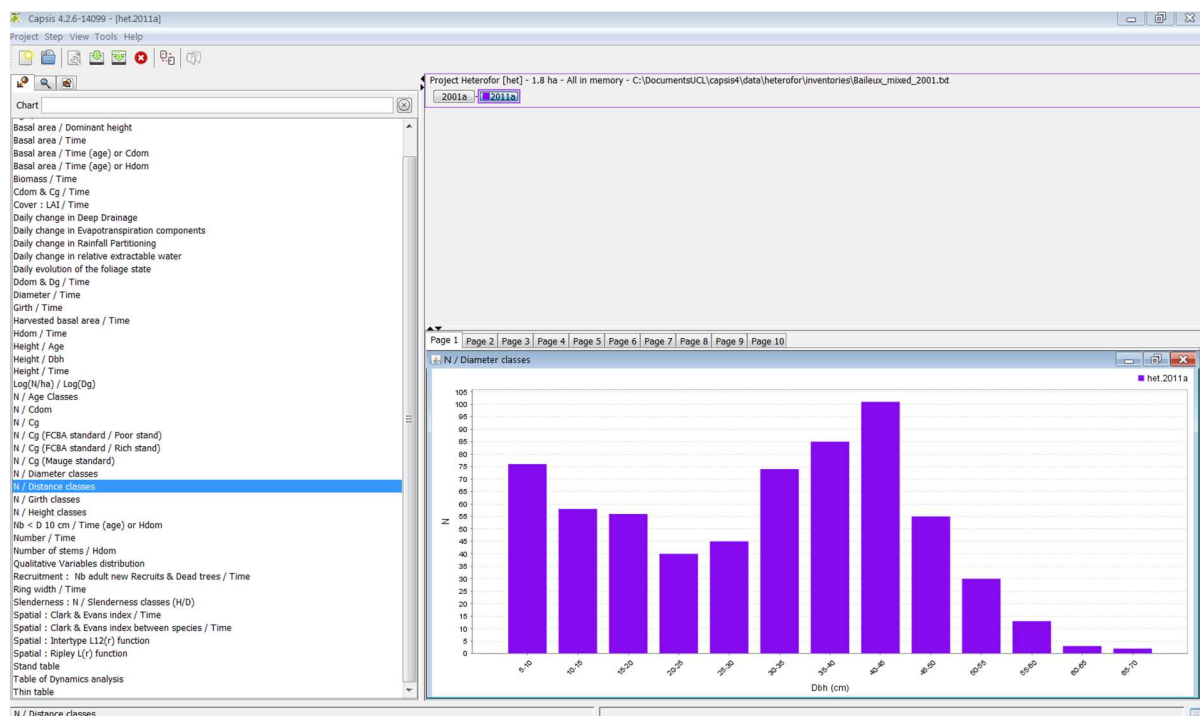 Capsis 4.2.6-14099 - [het.2011a]
Project Step View Tools Help
Chart
Basal area / Dominant height
Basal area / Time
Basal area / Time (age) or Cdom
Basal area / Time (age) or Hdom
Biomass / Time
Cdom & Cg / Time
Cover : LAI / Time
Daily change in Deep Drainage
Daily change in Evapotranspiration components
Daily change in Rainfall Partitioning
Daily change in relative extractable water
Daily evolution of the foliage state
Ddom & Dg / Time
Diameter / Time
Girth / Time
Harvested basal area / Time
Hdom / Time
Height / Age
Height / Dbh
Height / Time
Log(N/ha) / Log(Dg)
N / Age Classes
N / Cdom
N / Cg
N / Cg (FCBA standard / Poor stand)
N / Cg (FCBA standard / Rich stand)
N / Cg (Mauge standard)
N / Diameter classes
N / Distance classes
N / Girth classes
N / Height classes
Nb < D 10 cm / Time (age) or Hdom
Number / Time
Number of stems / Hdom
Qualitative Variables distribution
Recruitment : Nb adult new Recruits & Dead trees / Time
Ring width / Time
Slenderness : N / Slenderness classes (H/D)
Spatial : Clark & Evans index / Time
Spatial : Clark & Evans index between species / Time
Spatial : Intertype L12(r) function
Spatial : Ripley L(r) function
Stand table
Table of Dynamics analysis
Thin table
N / Distance classes
Project Heterofor [het] - 1.8 ha - All in memory - C:\DocumentsUCL\capsis4\data\heterofor\inventories\Baileux_mixed_2001.txt
2001a 2011a
Page 1 Page 2 Page 3 Page 4 Page 5 Page 6 Page 7 Page 8 Page 9 Page 10
N / Diameter classes
het.2011a
105
100
95
90
85
80
75
70
65
60
55
50
45
40
35
30
25
20
15
10
5
0
N
5-10 10-15 15-20 20-25 25-30 30-35 35-40 40-45 45-50 50-55 55-60 60-65 65-70
Dbh (cm)